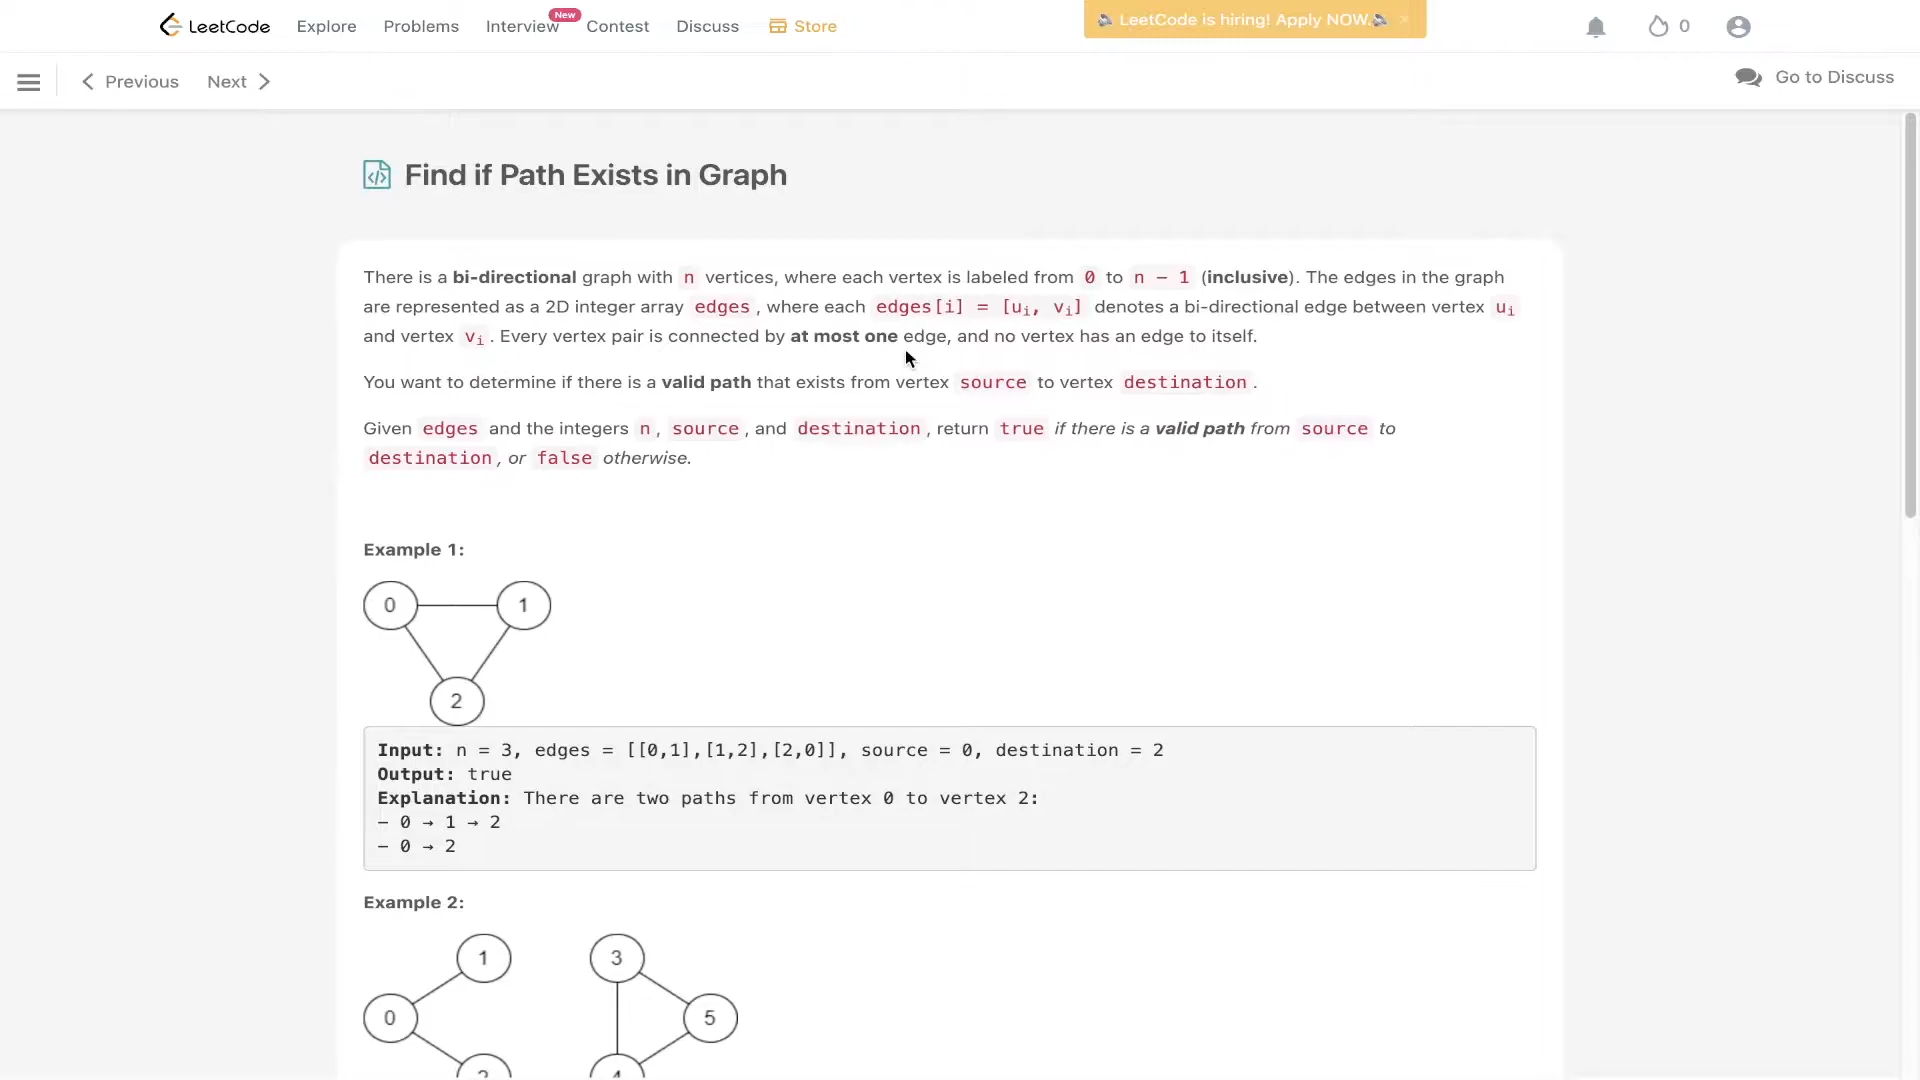 LeetCode Explore Problems Interview New Contest Discuss Store LeetCode is hiring! Apply NOW. × 0
Previous Next Go to Discuss
Find if Path Exists in Graph
There is a bi-directional graph with n vertices, where each vertex is labeled from 0 to n − 1 (inclusive). The edges in the graph
are represented as a 2D integer array edges, where each edges[i] = [ui, vi] denotes a bi-directional edge between vertex ui
and vertex vi. Every vertex pair is connected by at most one edge, and no vertex has an edge to itself.
You want to determine if there is a valid path that exists from vertex source to vertex destination.
Given edges and the integers n, source, and destination, return true if there is a valid path from source to
destination, or false otherwise.
Example 1:
0 1
2
Input: n = 3, edges = [[0,1],[1,2],[2,0]], source = 0, destination = 2
Output: true
Explanation: There are two paths from vertex 0 to vertex 2:
– 0 → 1 → 2
– 0 → 2
Example 2:
1 3
0 5